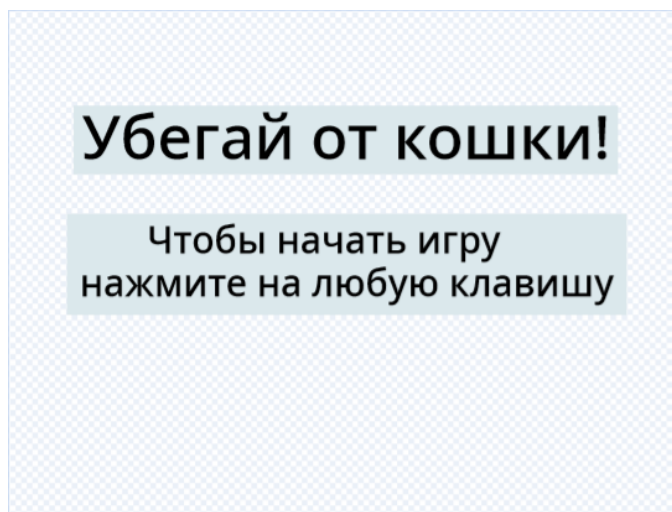 Убегай от кошки!
Чтобы начать игру
нажмите на любую клавишу